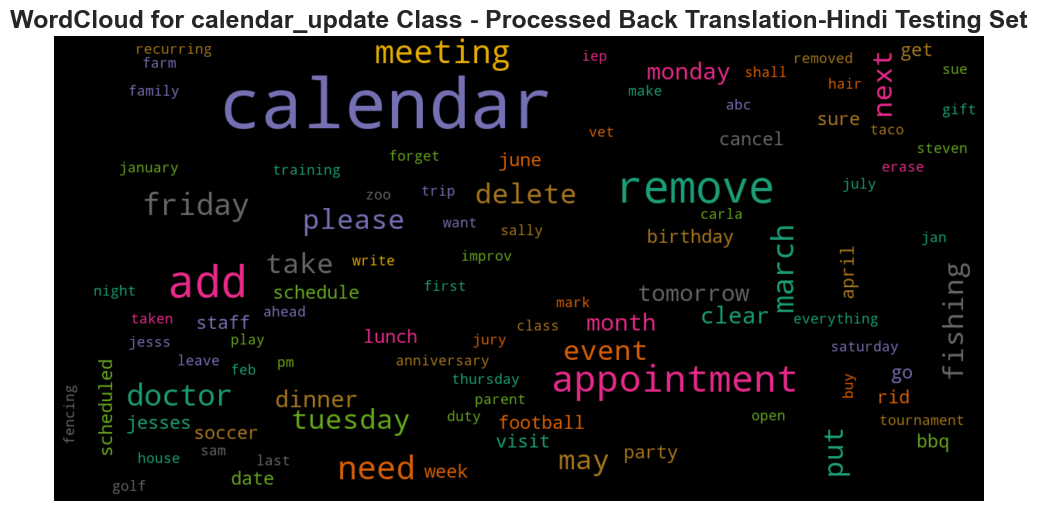 WordCloud for calendar_update Class - Processed Back Translation-Hindi Testing Set
recurring meeting iep monday shall removed next get
farm sue
family calendar make abc hair gift
vet cancel sure taco
steven
january training forget june erase
friday zoo trip delete remove july
please want sally carla birthday march jan
add take write improv april fishing
night schedule first tomorrow
taken staff ahead mark month clear everything
jesss play lunch jury class event saturday
leave feb pm anniversary thursday appointment buy go
fencing scheduled doctor dinner parent rid
jesses soccer tuesday duty football open put tournament
house sam last visit bbq
golf date need week may party